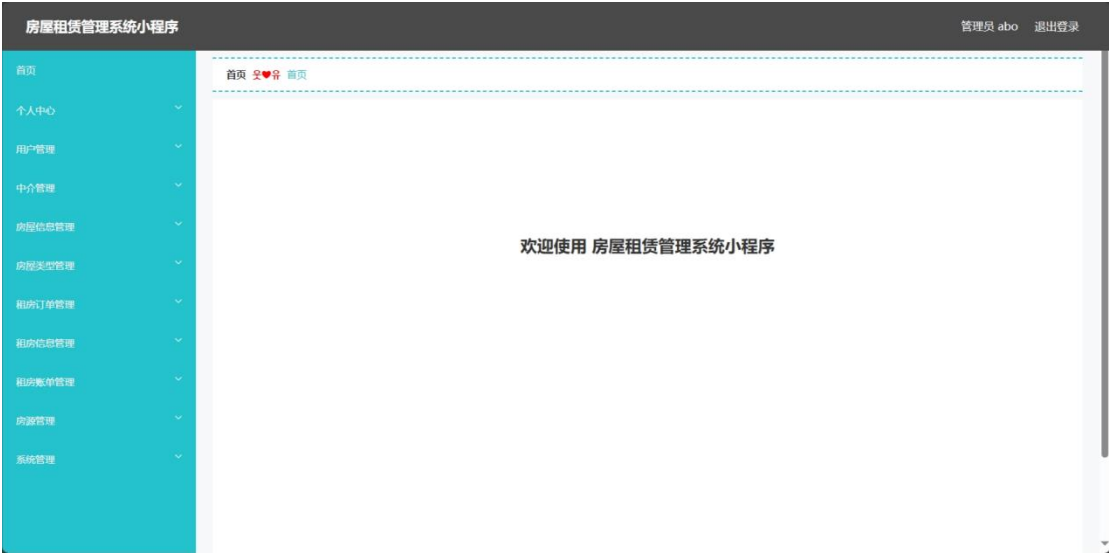 房屋租赁管理系统小程序
管理员 abo 退出登录
首页
首页 웃❤유 首页
个人中心
用户管理
中介管理
房屋信息管理
欢迎使用 房屋租赁管理系统小程序
房屋类型管理
租房订单管理
租房信息管理
租房账单管理
房源管理
系统管理